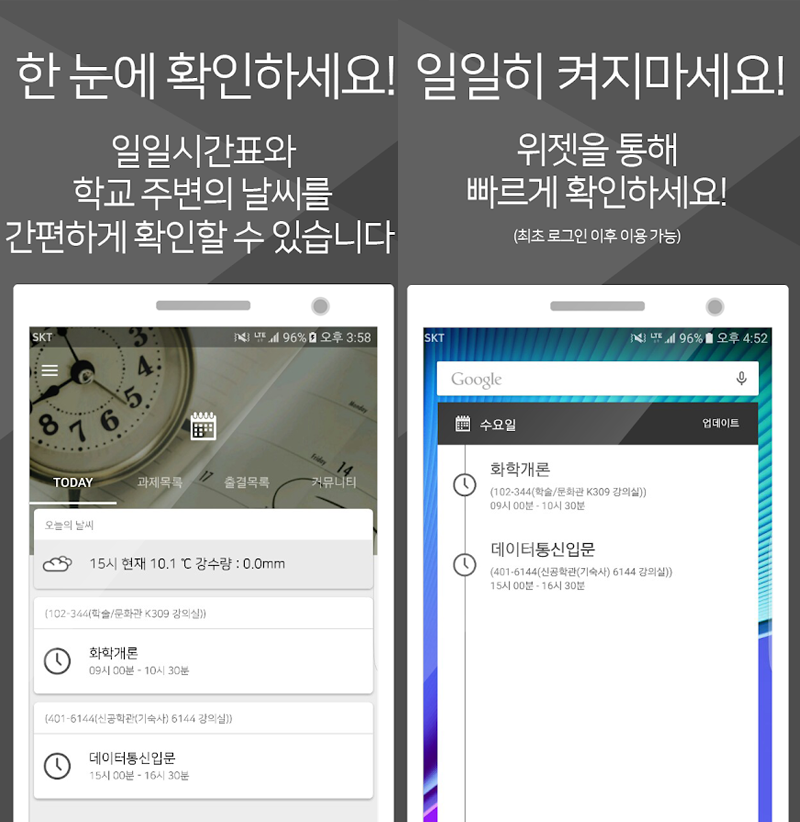 한 눈에 확인하세요!
일일시간표와
학교 주변의 날씨를
간편하게 확인할 수 있습니다
SKT
LTE 96% 오후 3:58
8 7 6 5 4
Monday
Friday
7
14
17
TODAY 과제목록 출결목록 커뮤니티
오늘의 날씨
15시 현재 10.1 ℃ 강수량 : 0.0mm
(102-344(학술/문화관 K309 강의실))
화학개론
09시 00분 - 10시 30분
(401-6144(신공학관(기숙사) 6144 강의실))
데이터통신입문
15시 00분 - 16시 30분
일일히 켜지마세요!
위젯을 통해
빠르게 확인하세요!
(최초 로그인 이후 이용 가능)
SKT
LTE 96% 오후 4:52
Google
수요일 업데이트
화학개론
(102-344(학술/문화관 K309 강의실))
09시 00분 - 10시 30분
데이터통신입문
(401-6144(신공학관(기숙사) 6144 강의실))
15시 00분 - 16시 30분